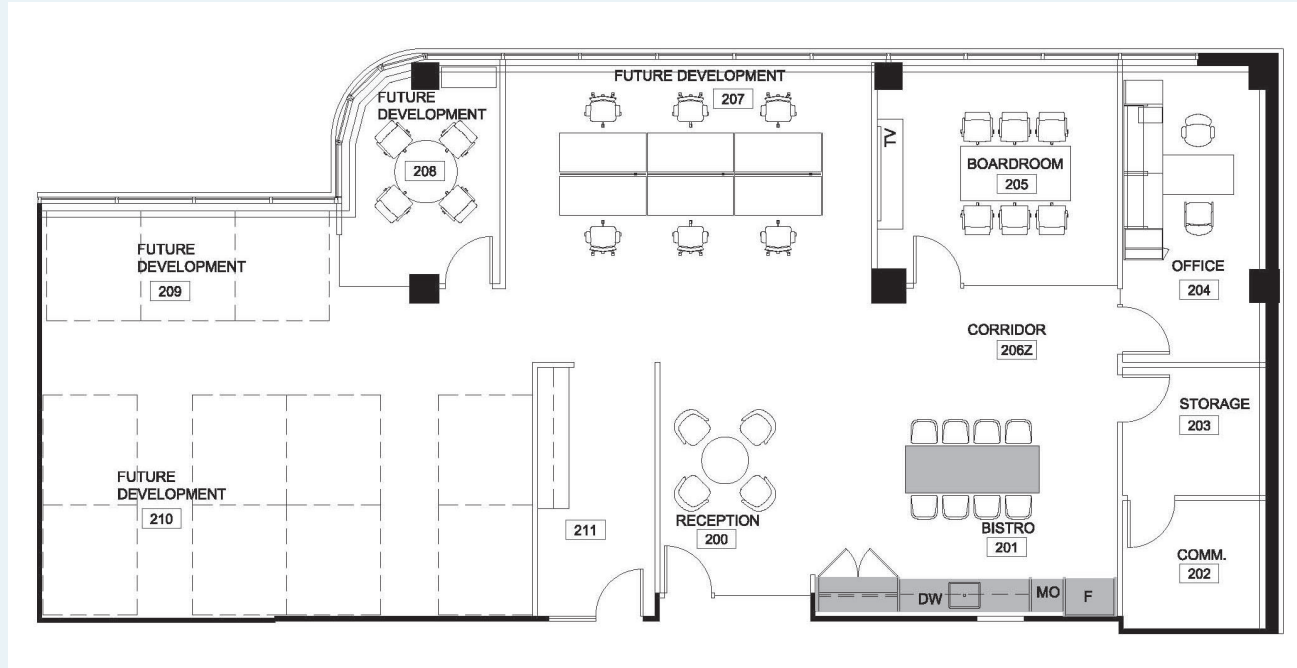 FUTURE DEVELOPMENT
207
FUTURE
DEVELOPMENT
208
TV
BOARDROOM
205
OFFICE
204
FUTURE
DEVELOPMENT
209
CORRIDOR
206Z
STORAGE
203
FUTURE
DEVELOPMENT
210
211
RECEPTION
200
BISTRO
201
COMM.
202
DW
MO
F